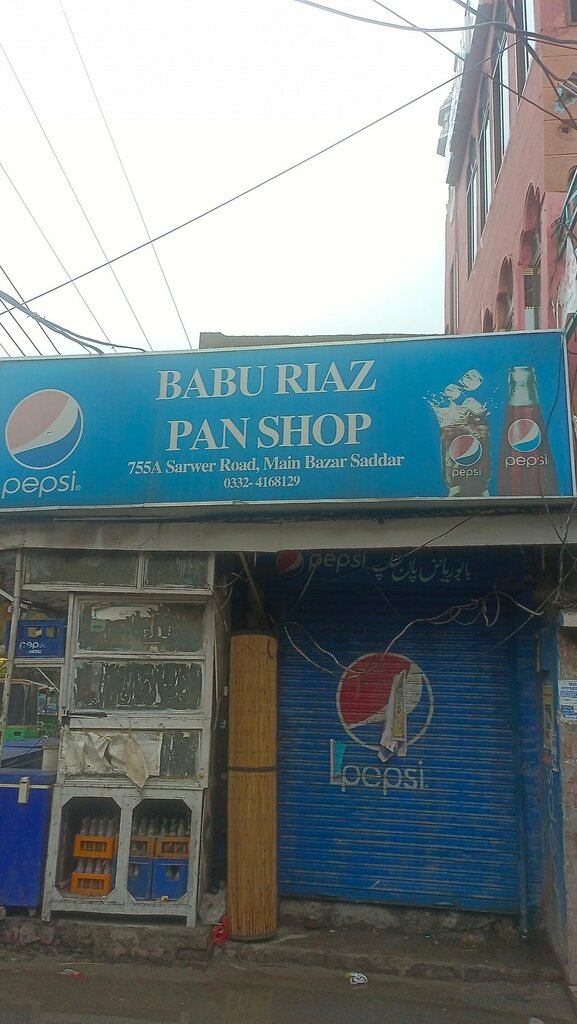 BABU RIAZ
PAN SHOP
755A Sarwer Road, Main Bazar Saddar
0332-4168129
pepsi®
pepsi
pepsi
pepsi
بابو ریاض پان شاپ
pepsi
pepsi